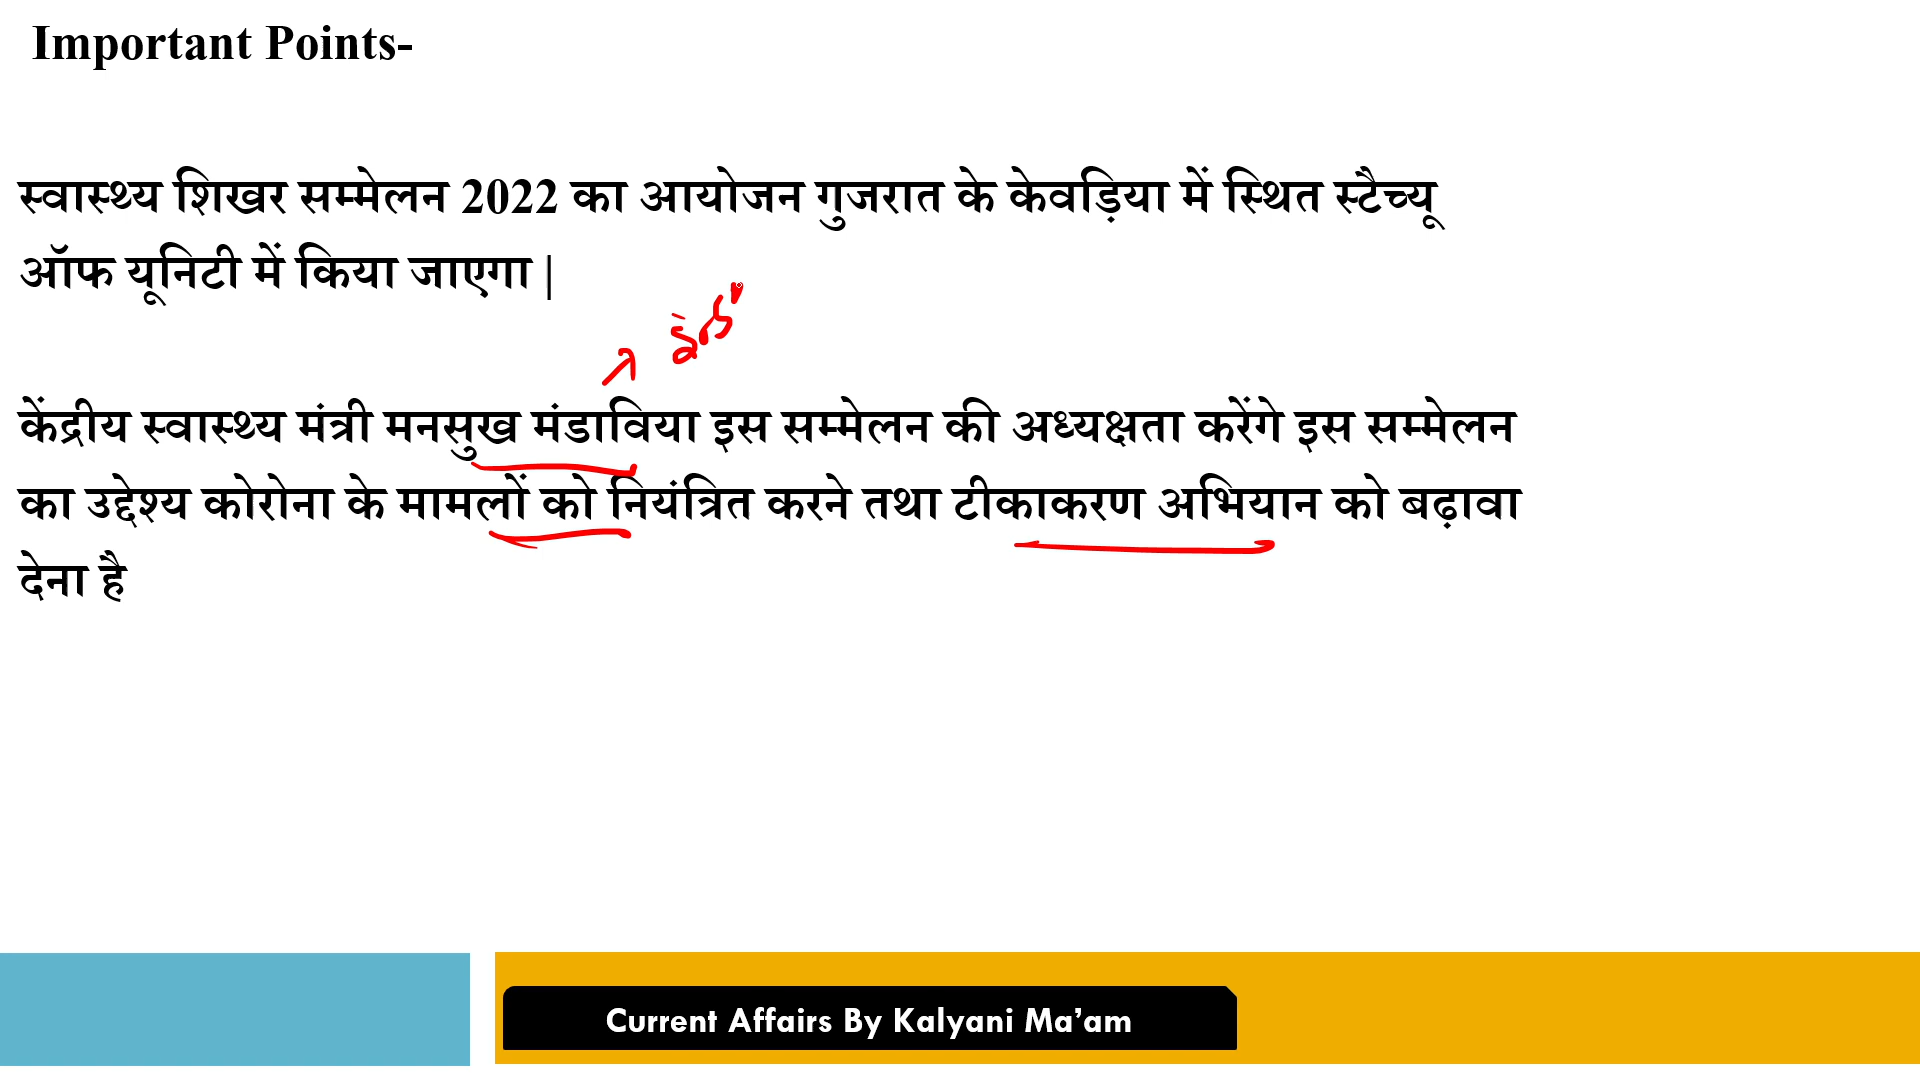 Important Points-
स्वास्थ्य शिखर सम्मेलन 2022 का आयोजन गुजरात के केवड़िया में स्थित स्टैच्यू
ऑफ यूनिटी में किया जाएगा |
केंद्रीय स्वास्थ्य मंत्री मनसुख मंडाविया इस सम्मेलन की अध्यक्षता करेंगे इस सम्मेलन
का उद्देश्य कोरोना के मामलों को नियंत्रित करने तथा टीकाकरण अभियान को बढ़ावा
देना है
Current Affairs By Kalyani Ma’am